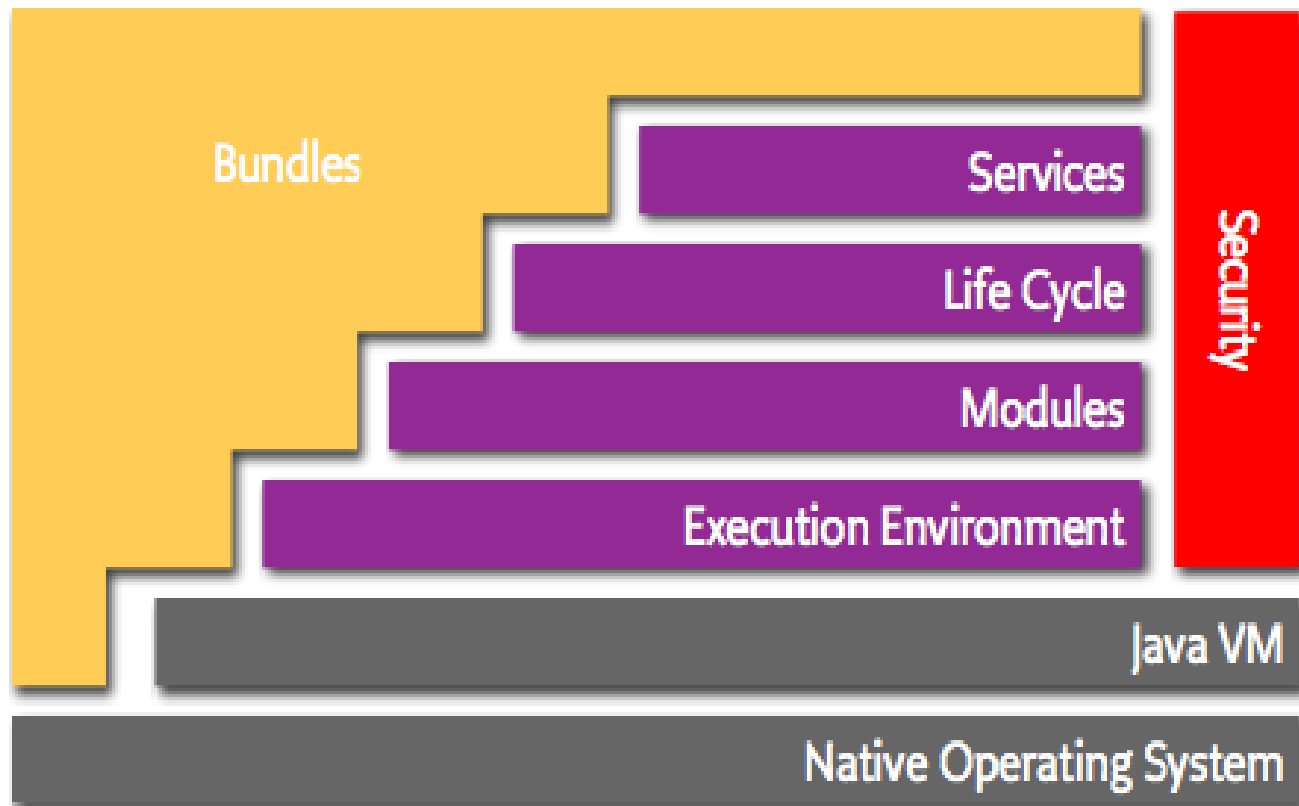 Bundles
Services
Life Cycle
Modules
Execution Environment
Security
Java VM
Native Operating System